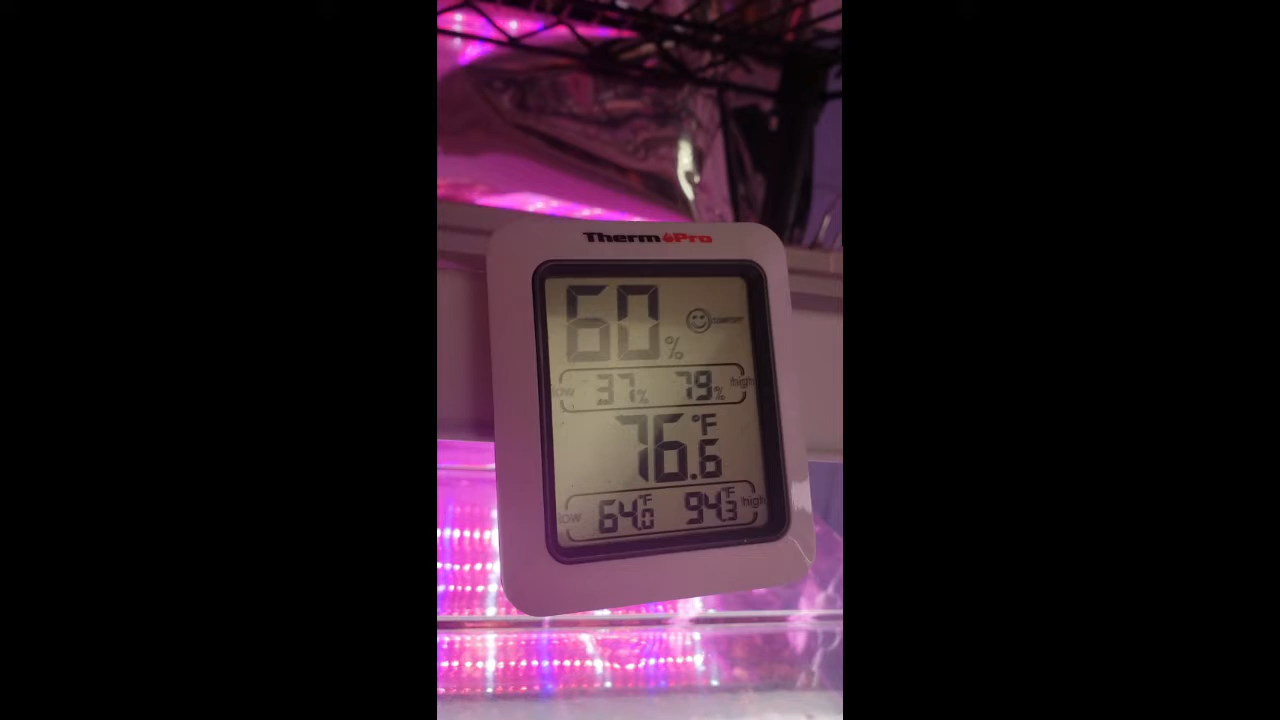 ThermoPro
60%
COMFORT
low 37% 79% high
76.6°F
low 64.0°F 94.3°F high